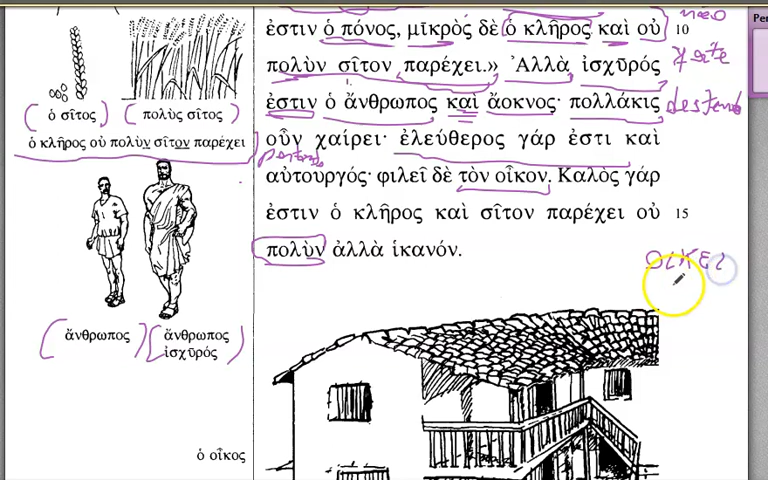 ἐστιν ὁ πόνος, μῑκρὸς δὲ ὁ κλῆρος καὶ οὐ 10
πολὺν σῖτον παρέχει.» Ἀλλὰ ἰσχῡρός
ἐστιν ὁ ἄνθρωπος καὶ ἄοκνος· πολλάκις
οὖν χαίρει· ἐλεύθερος γάρ ἐστι καὶ
αὐτουργός· φιλεῖ δὲ τὸν οἶκον. Καλὸς γάρ
ἐστιν ὁ κλῆρος καὶ σῖτον παρέχει οὐ 15
πολὺν ἀλλὰ ἱκανόν.
ὁ σῖτος
πολὺς σῖτος
ὁ κλῆρος οὐ πολὺν σῖτον παρέχει
ἄνθρωπος
ἄνθρωπος
ἰσχῡρός
ὁ οἶκος
Per
οικει